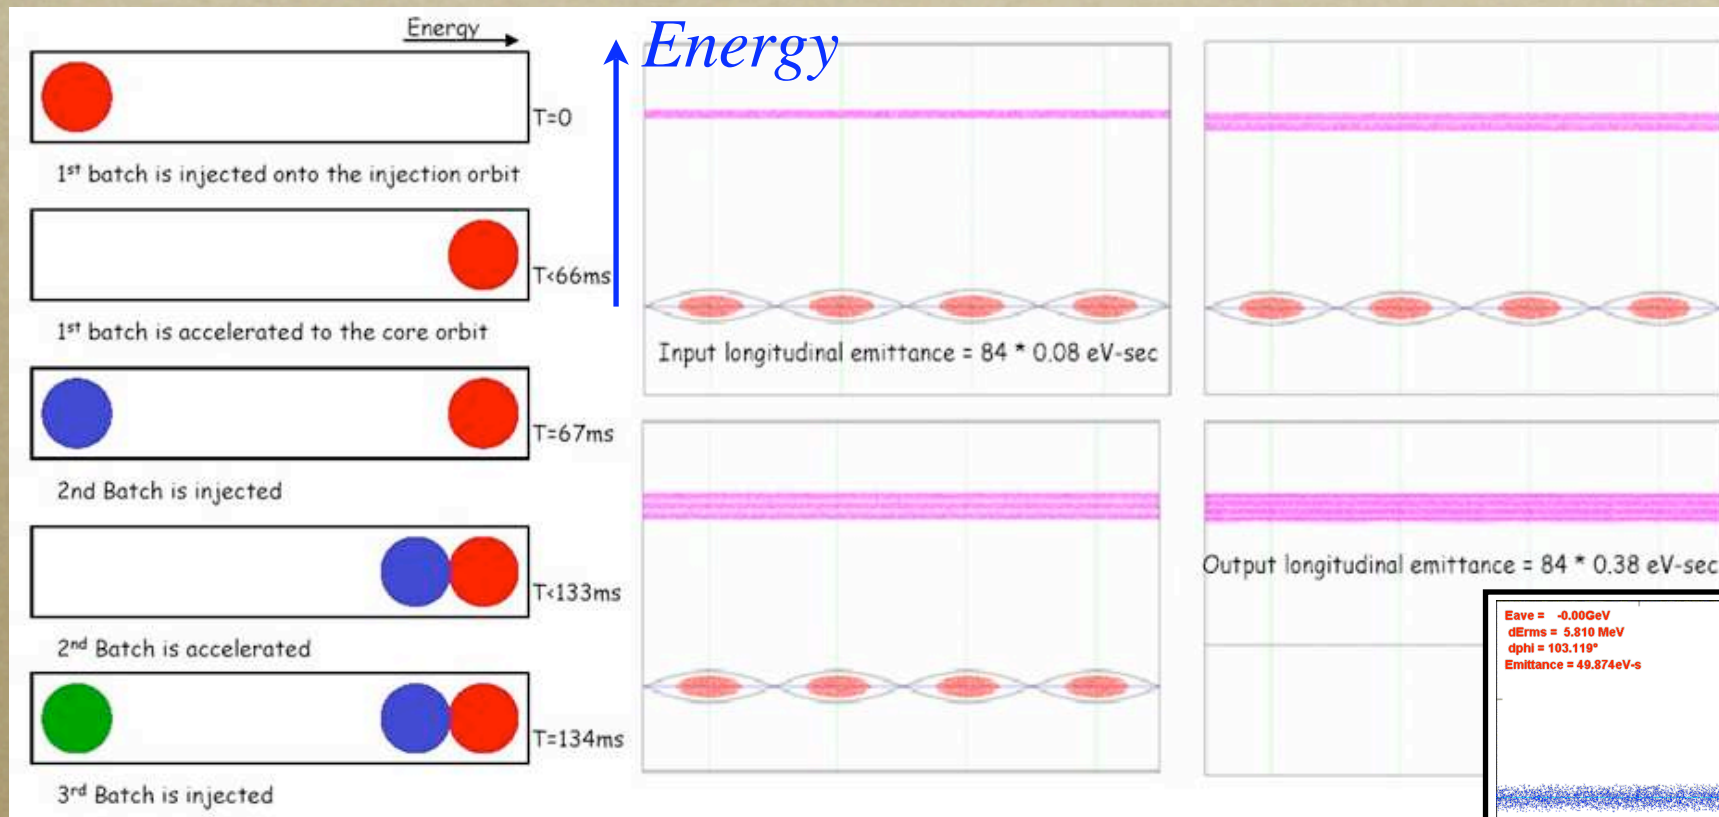 Energy
T=0
1st batch is injected onto the injection orbit
T<66ms
1st batch is accelerated to the core orbit
T=67ms
2nd Batch is injected
T<133ms
2nd Batch is accelerated
T=134ms
3rd Batch is injected
Energy
Input longitudinal emittance = 84 * 0.08 eV-sec
Output longitudinal emittance = 84 * 0.38 eV-sec
Eave = -0.00GeV
dErms = 5.810 MeV
dphi = 103.119°
Emittance = 49.874eV-s